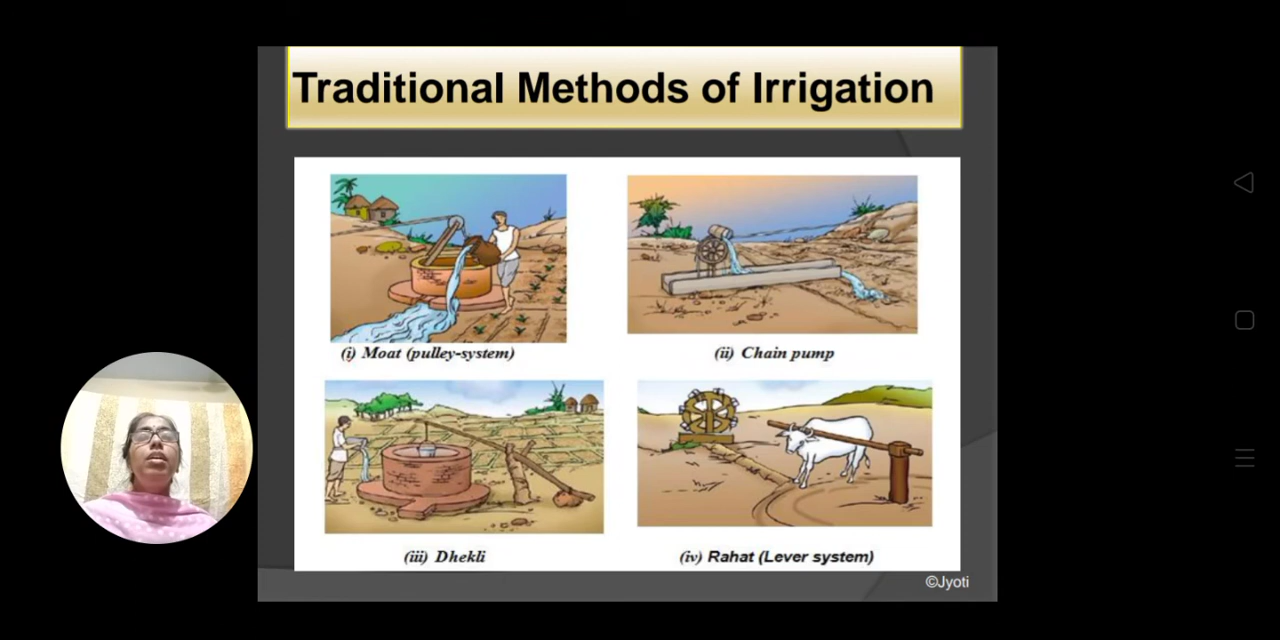 Traditional Methods of Irrigation
(i) Moat (pulley-system)
(ii) Chain pump
(iii) Dhekli
(iv) Rahat (Lever system)
©Jyoti